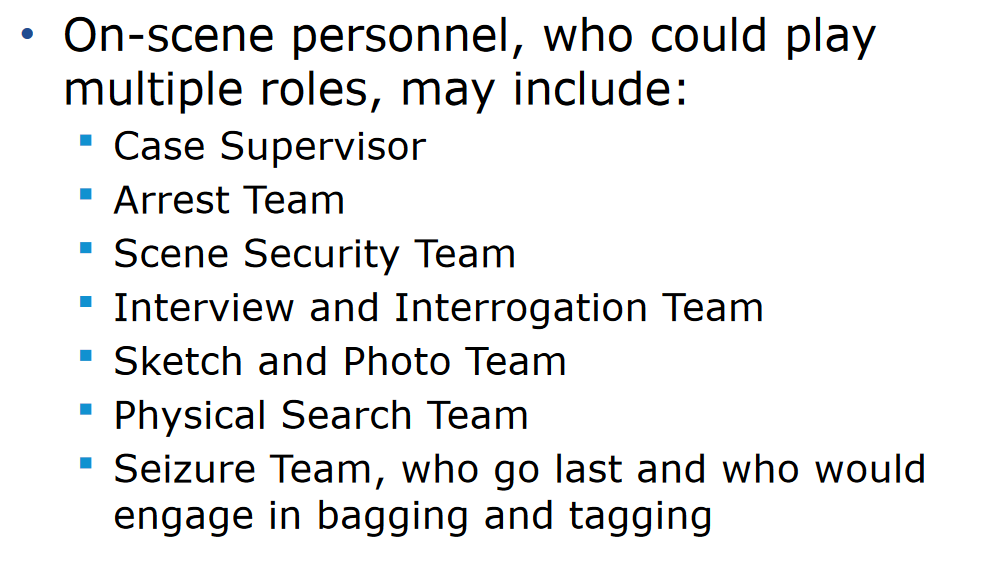 • On-scene personnel, who could play
multiple roles, may include:
▪ Case Supervisor
▪ Arrest Team
▪ Scene Security Team
▪ Interview and Interrogation Team
▪ Sketch and Photo Team
▪ Physical Search Team
▪ Seizure Team, who go last and who would
engage in bagging and tagging